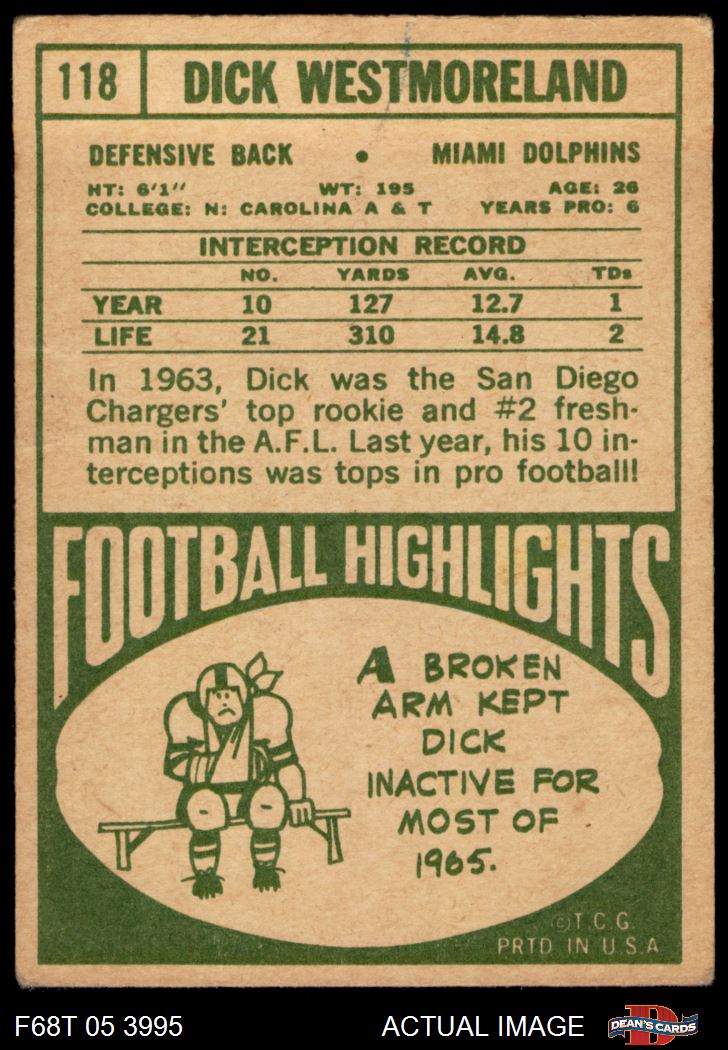 118 DICK WESTMORELAND
DEFENSIVE BACK • MIAMI DOLPHINS
HT: 6'1" WT: 195 AGE: 26
COLLEGE: N: CAROLINA A & T YEARS PRO: 6
INTERCEPTION RECORD
NO. YARDS AVG. TDs
YEAR 10 127 12.7 1
LIFE 21 310 14.8 2
In 1963, Dick was the San Diego
Chargers' top rookie and #2 fresh-
man in the A.F.L. Last year, his 10 in-
terceptions was tops in pro football!
FOOTBALL HIGHLIGHTS
A BROKEN
ARM KEPT
DICK
INACTIVE FOR
MOST OF
1965.
©T.C.G.
PRTD IN U.S.A
F68T 05 3995 ACTUAL IMAGE DEAN'S CARDS